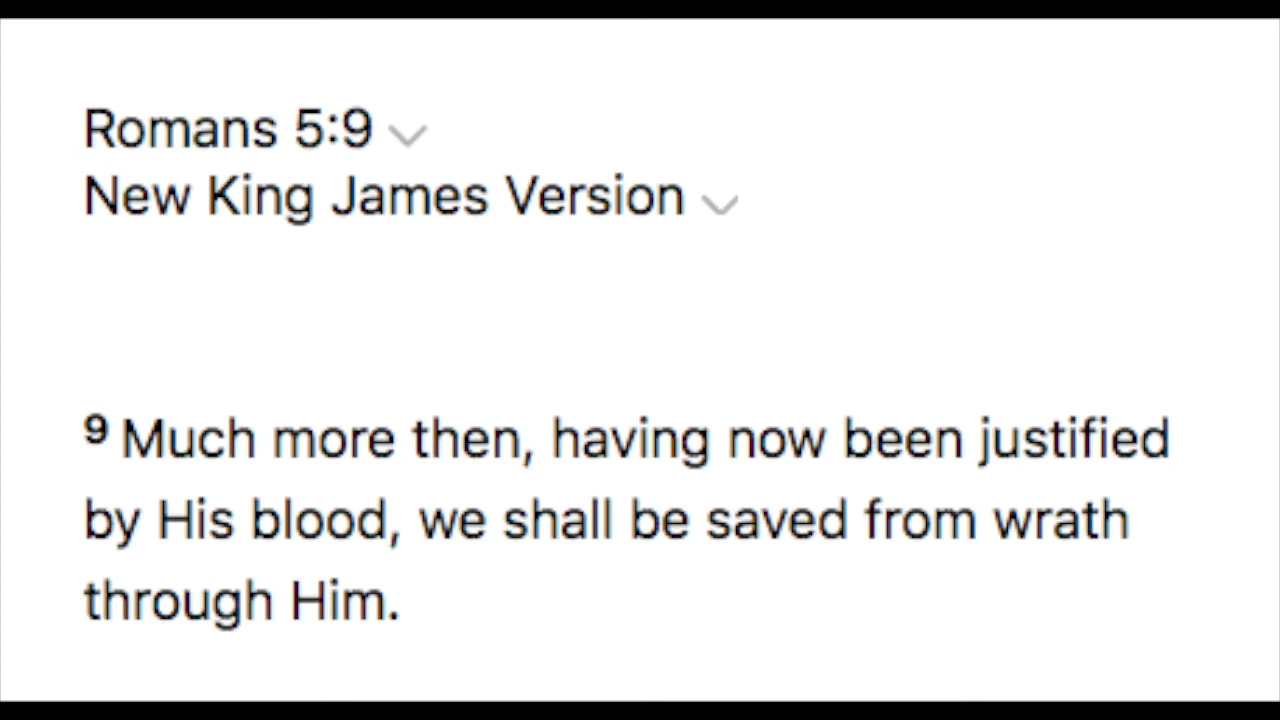 Romans 5:9
New King James Version
9 Much more then, having now been justified
by His blood, we shall be saved from wrath
through Him.